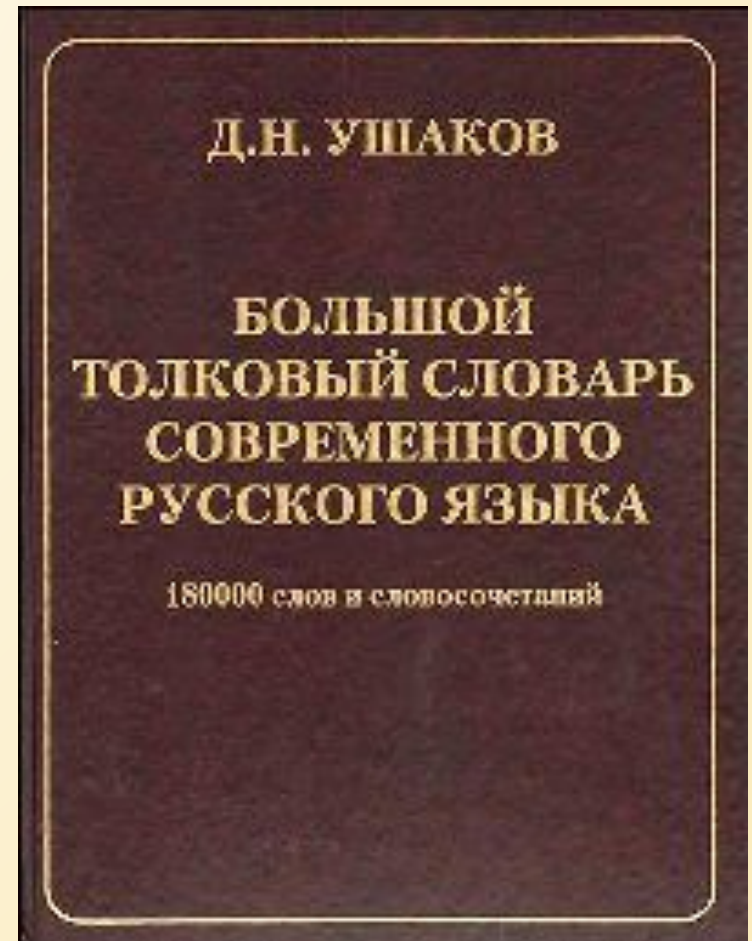 Д.Н. УШАКОВ
БОЛЬШОЙ
ТОЛКОВЫЙ СЛОВАРЬ
СОВРЕМЕННОГО
РУССКОГО ЯЗЫКА
180000 слов и словосочетаний